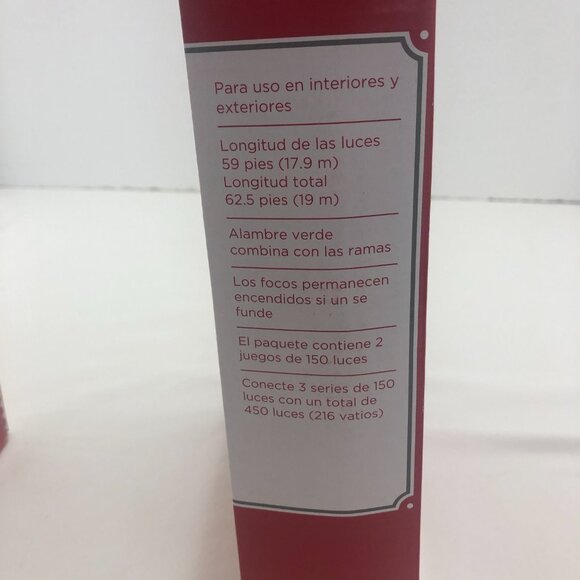 Para uso en interiores y
exteriores
Longitud de las luces
59 pies (17.9 m)
Longitud total
62.5 pies (19 m)
Alambre verde
combina con las ramas
Los focos permanecen
encendidos si un se
funde
El paquete contiene 2
juegos de 150 luces
Conecte 3 series de 150
luces con un total de
450 luces (216 vatios)